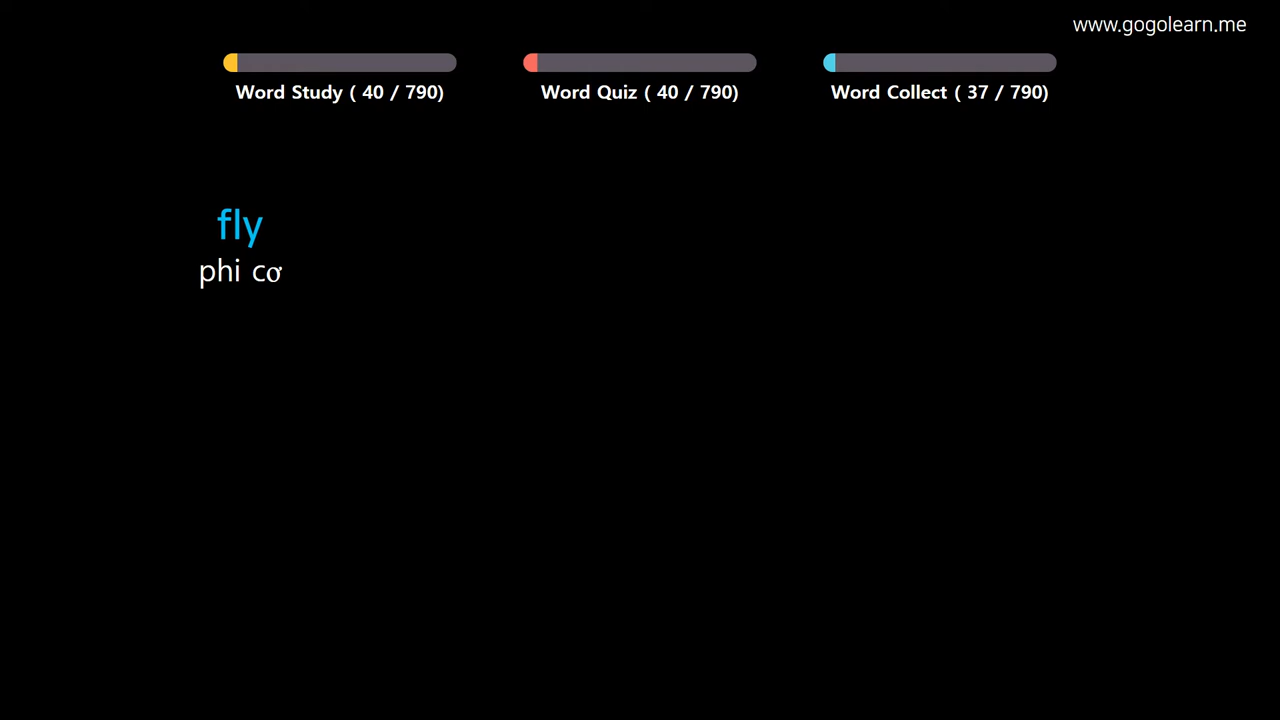 www.gogolearn.me
Word Study ( 40 / 790)
Word Quiz ( 40 / 790)
Word Collect ( 37 / 790)
fly
phi cơ